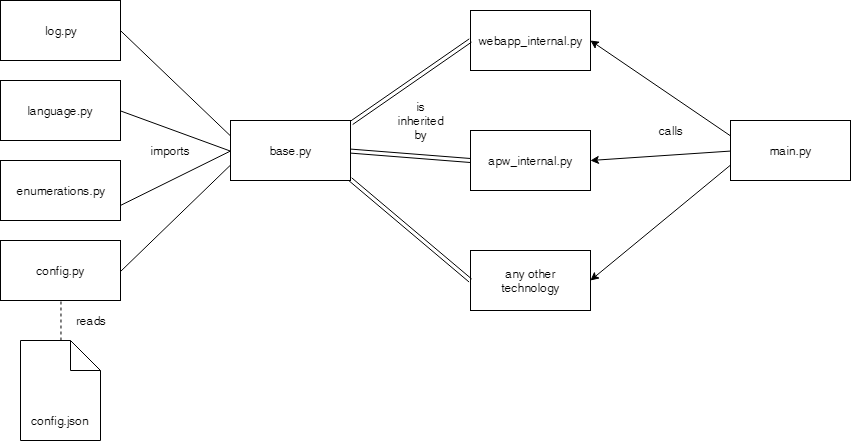 log.py
language.py
imports
enumerations.py
config.py
reads
config.json
base.py
is
inherited
by
webapp_internal.py
apw_internal.py
any other
technology
calls
main.py